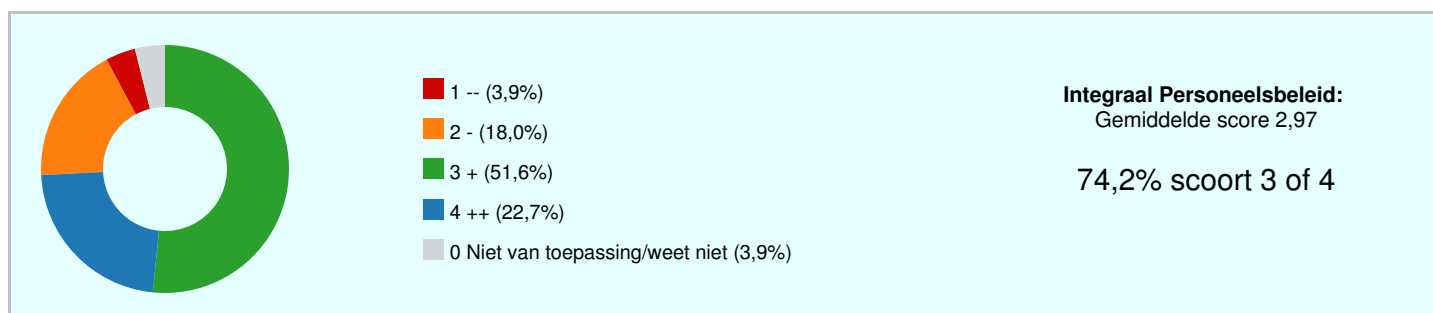 1 -- (3,9%)
2 - (18,0%)
3 + (51,6%)
4 ++ (22,7%)
0 Niet van toepassing/weet niet (3,9%)
Integraal Personeelsbeleid:
Gemiddelde score 2,97
74,2% scoort 3 of 4